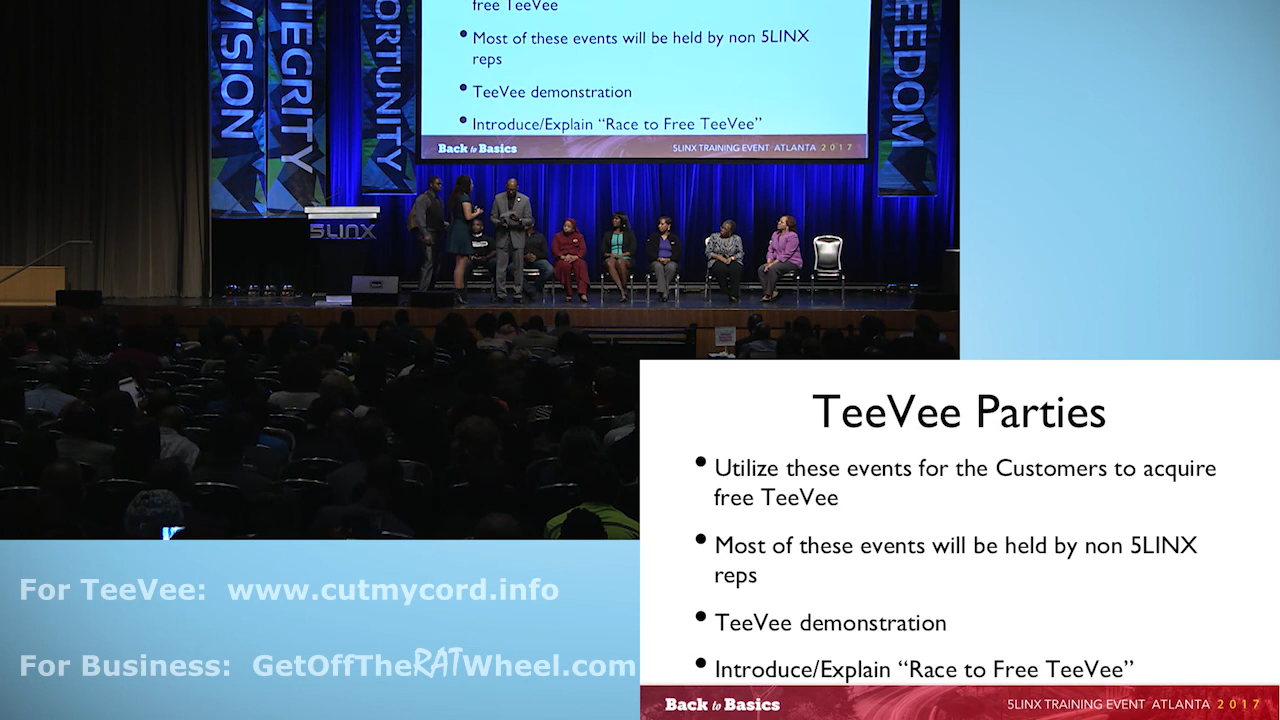 VISION
TEGRITY
ORTUNITY
EEDOM
free TeeVee
• Most of these events will be held by non 5LINX
reps
• TeeVee demonstration
• Introduce/Explain “Race to Free TeeVee”
Back to Basics
5LINX TRAINING EVENT ATLANTA 2017
5LINX
TeeVee Parties
• Utilize these events for the Customers to acquire
free TeeVee
• Most of these events will be held by non 5LINX
reps
• TeeVee demonstration
• Introduce/Explain “Race to Free TeeVee”
Back to Basics
5LINX TRAINING EVENT ATLANTA 2017
For TeeVee: www.cutmycord.info
For Business: GetOffTheRATWheel.com